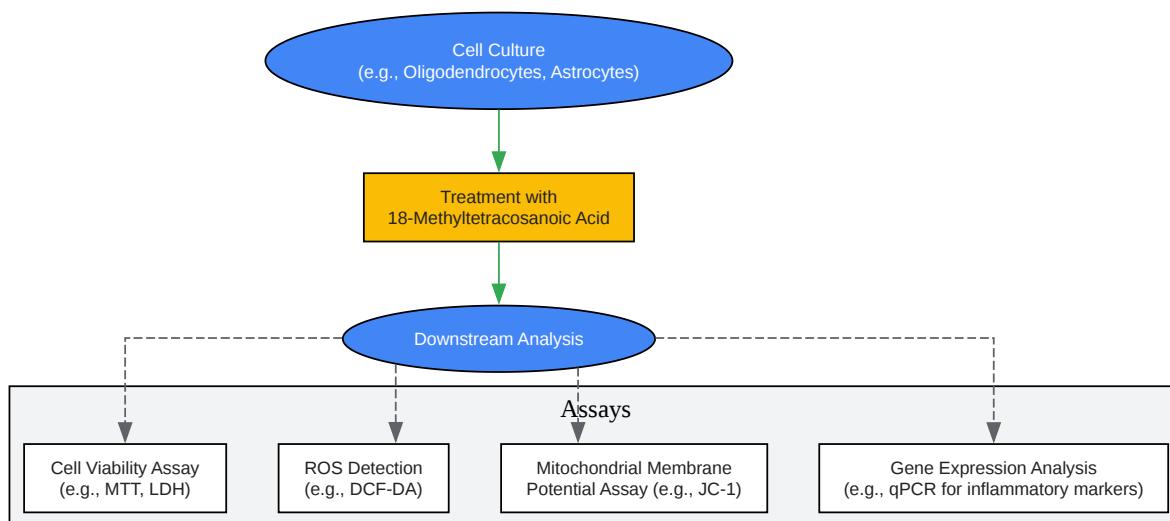 Cell Culture
(e.g., Oligodendrocytes, Astrocytes)
Treatment with
18-Methyltetracosanoic Acid
Downstream Analysis
Assays
Cell Viability Assay
(e.g., MTT, LDH)
ROS Detection
(e.g., DCF-DA)
Mitochondrial Membrane
Potential Assay (e.g., JC-1)
Gene Expression Analysis
(e.g., qPCR for inflammatory markers)